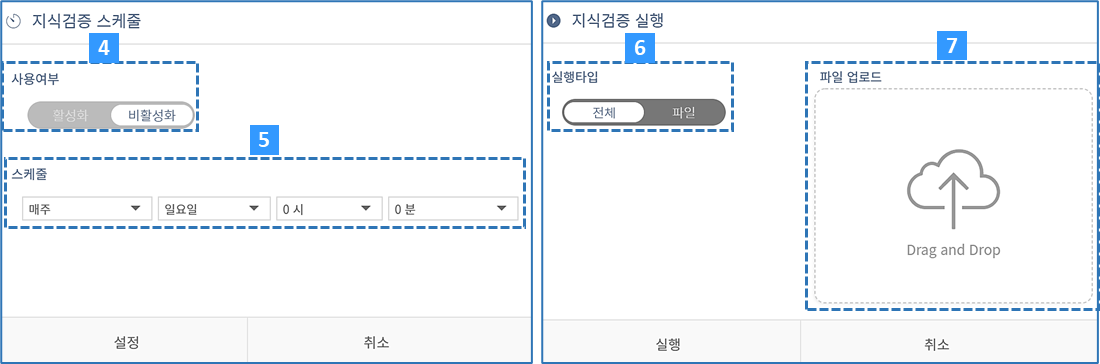 지식검증 스케줄
4
사용여부
활성화 비활성화
5
스케줄
매주 일요일 0 시 0 분
설정 취소
지식검증 실행
6
7
실행타입
파일 업로드
전체 파일
Drag and Drop
실행 취소